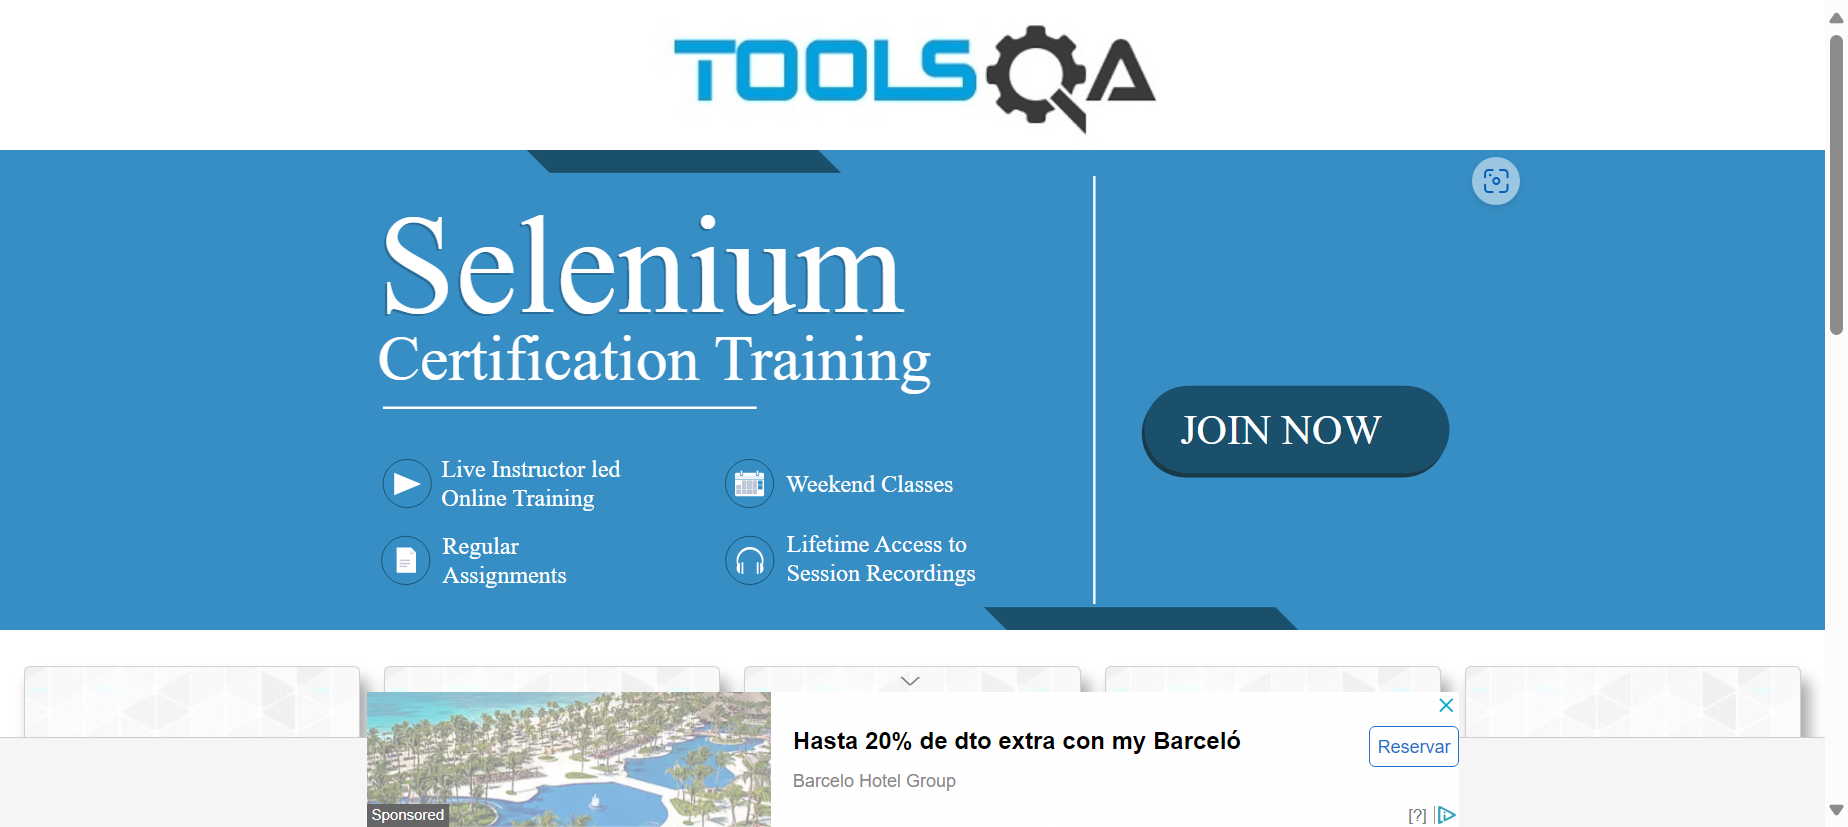 TOOLSQA
Selenium
Certification Training
JOIN NOW
Live Instructor led
Online Training
Weekend Classes
Regular
Assignments
Lifetime Access to
Session Recordings
Hasta 20% de dto extra con my Barceló
Reservar
Barcelo Hotel Group
Sponsored
[?]